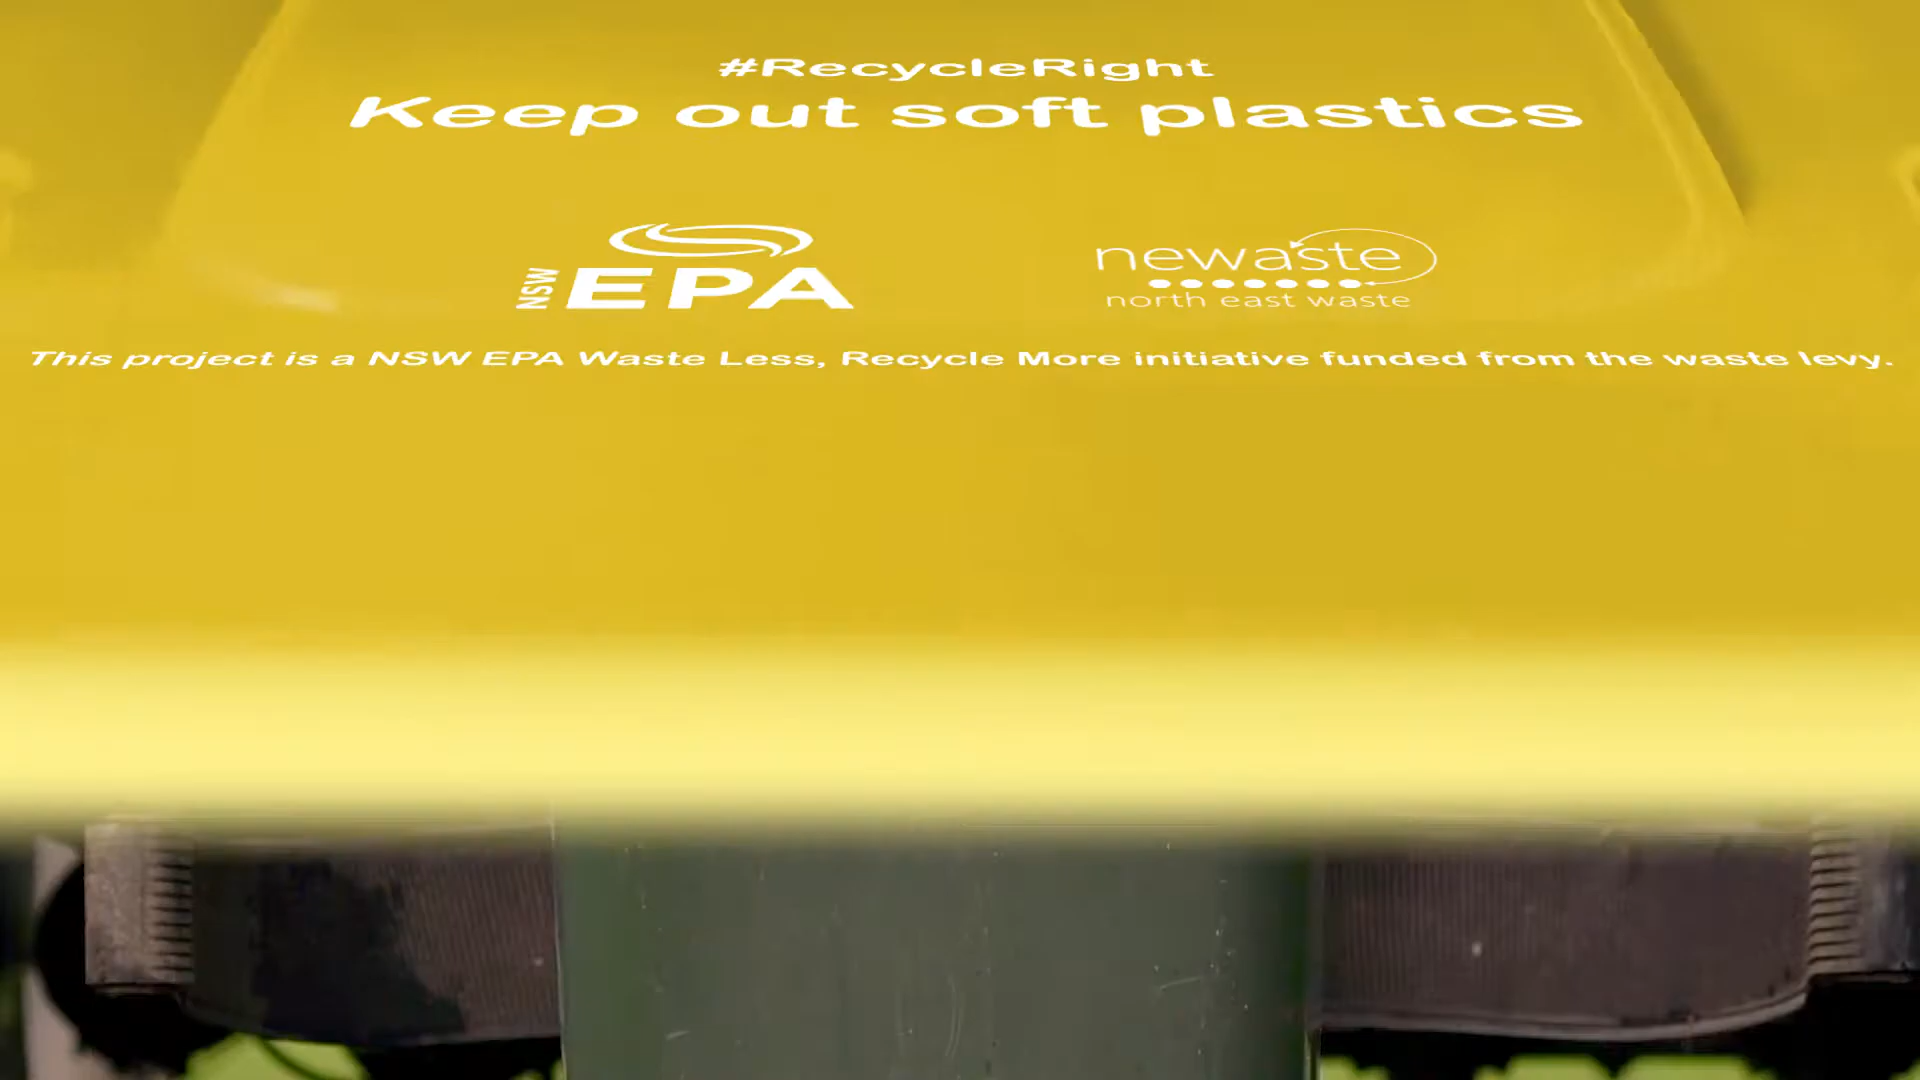 #RecycleRight
Keep out soft plastics
NSW EPA
newaste
north east waste
This project is a NSW EPA Waste Less, Recycle More initiative funded from the waste levy.